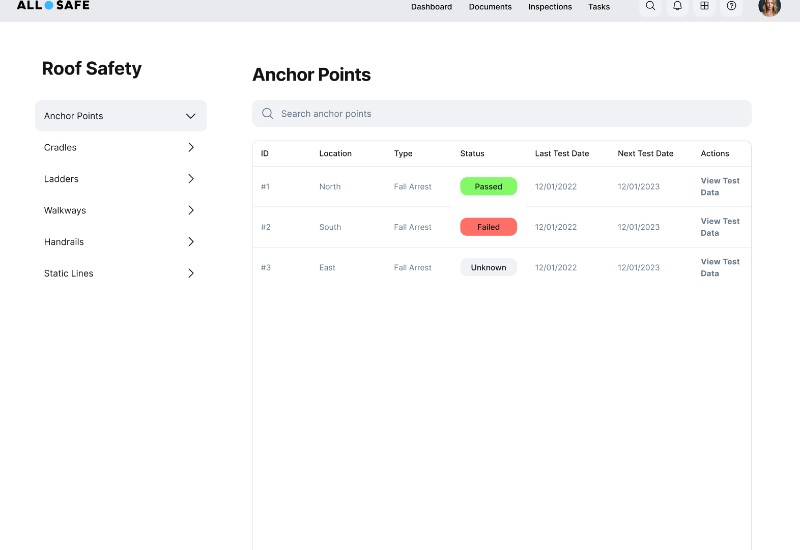 ALL SAFE
Dashboard Documents Inspections Tasks
Roof Safety
Anchor Points
Cradles
Ladders
Walkways
Handrails
Static Lines
Anchor Points
Search anchor points
ID Location Type Status Last Test Date Next Test Date Actions
#1 North Fall Arrest Passed 12/01/2022 12/01/2023 View Test
Data
#2 South Fall Arrest Failed 12/01/2022 12/01/2023 View Test
Data
#3 East Fall Arrest Unknown 12/01/2022 12/01/2023 View Test
Data